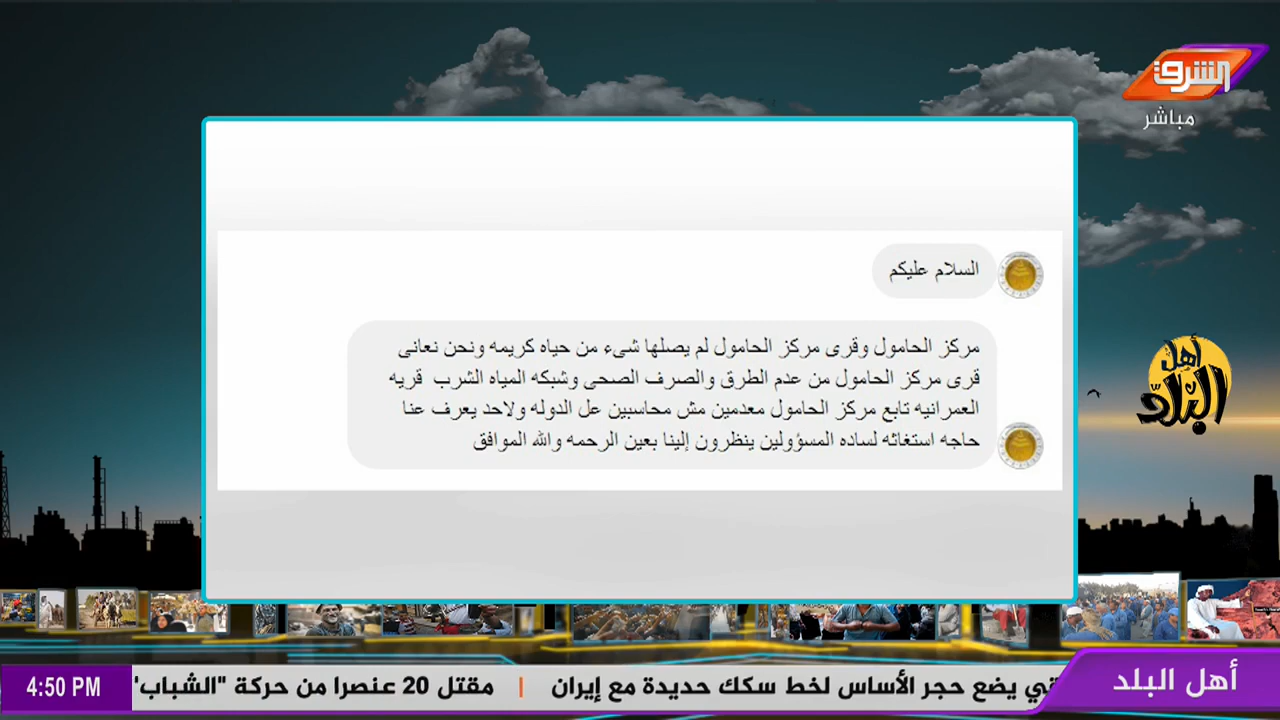 الشرق
مباشر
السلام عليكم
مركز الحامول وقرى مركز الحامول لم يصلها شىء من حياه كريمه ونحن نعانى
قرى مركز الحامول من عدم الطرق والصرف الصحى وشبكه المياه الشرب قريه
العمرانيه تابع مركز الحامول معدمين مش محاسبين عل الدوله ولاحد يعرف عنا
حاجه استغاثه لساده المسؤولين ينظرون إلينا بعين الرحمه والله الموافق
أهل
البلد
أهل البلد
ي يضع حجر الأساس لخط سكك حديدة مع إيران | مقتل 20 عنصرا من حركة "الشباب"
4:50 PM